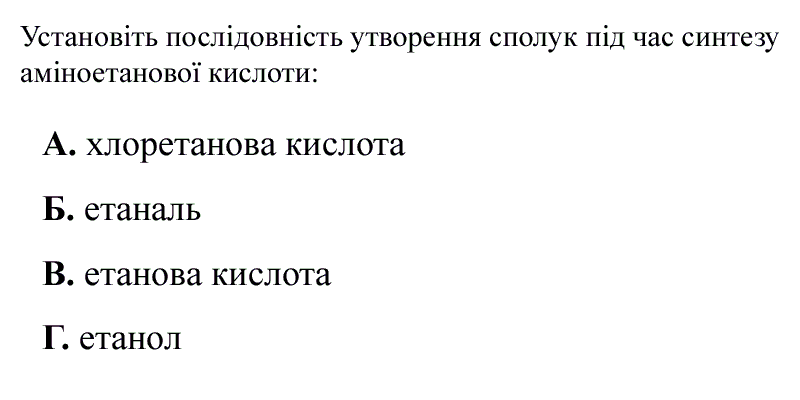 Установіть послідовність утворення сполук під час синтезу
аміноетанової кислоти:
А. хлоретанова кислота
Б. етаналь
В. етанова кислота
Г. етанол